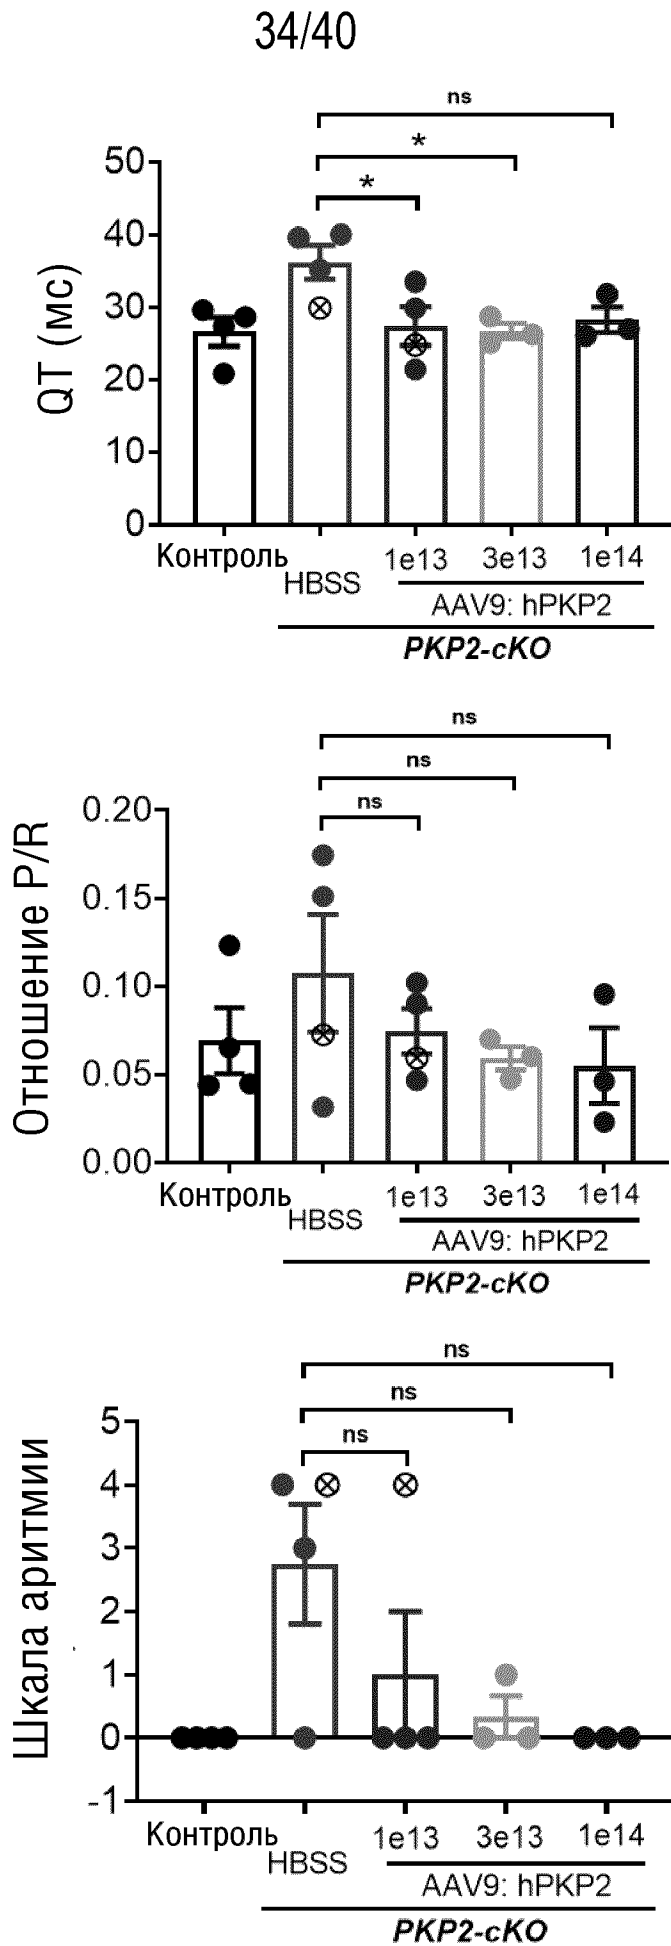 34/40
ns
*
*
50
40
30
20
10
0
QT (мс)
Контроль
HBSS
1e13
3e13
1e14
AAV9: hPKP2
PKP2-cKO
ns
ns
ns
0.20
0.15
0.10
0.05
0.00
Отношение P/R
Контроль
HBSS
1e13
3e13
1e14
AAV9: hPKP2
PKP2-cKO
ns
ns
ns
5
4
3
2
1
0
-1
Шкала аритмии
Контроль
HBSS
1e13
3e13
1e14
AAV9: hPKP2
PKP2-cKO